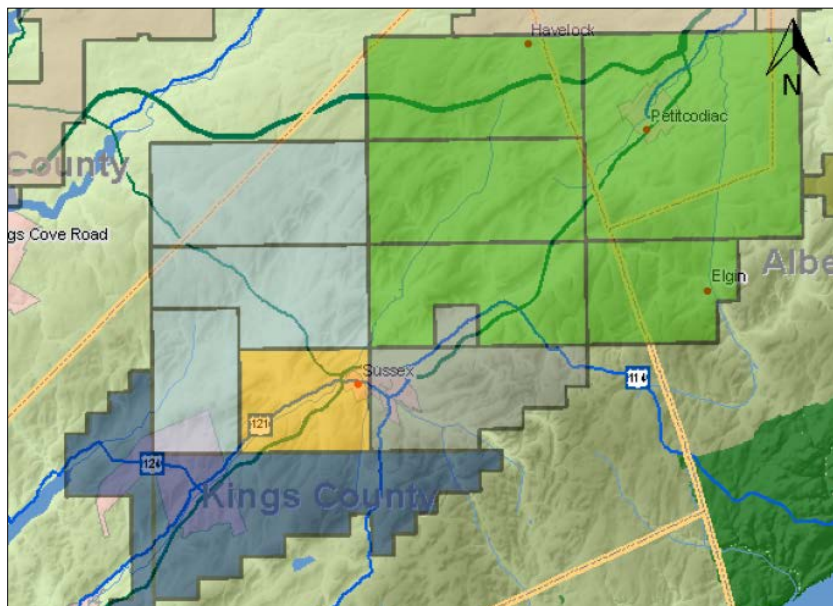 Havelock
N
Petitcodiac
County
gs Cove Road
Elgin
Albe
114
Sussex
121
124
Kings County